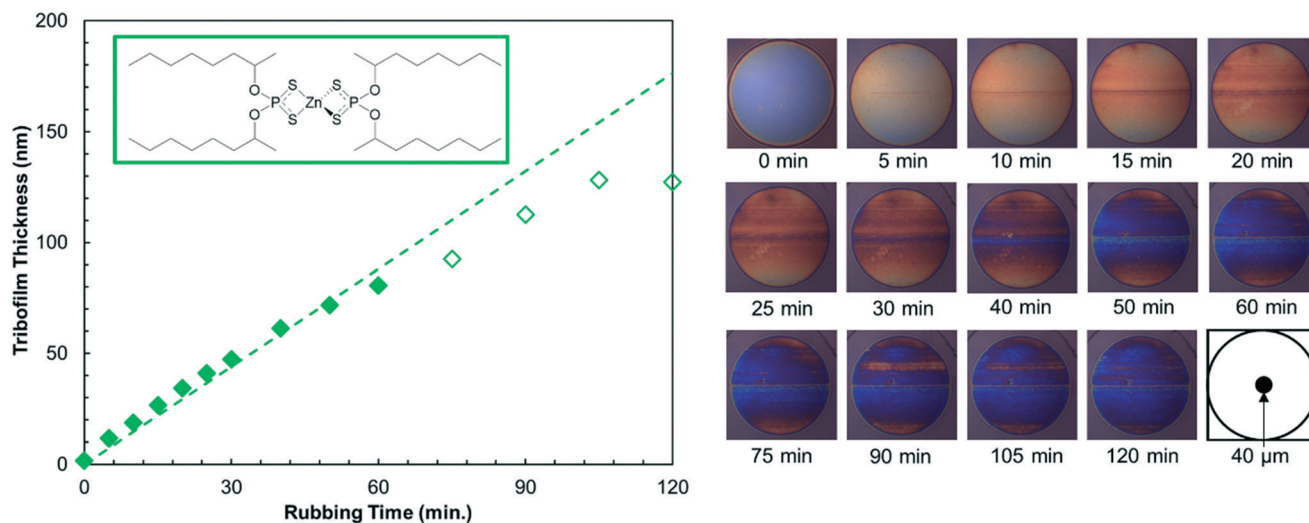 200
150
100
50
0
Tribofilm Thickness (nm)
0 30 60 90 120
Rubbing Time (min.)
O P S S Zn S S P O
O O
0 min 5 min 10 min 15 min 20 min
25 min 30 min 40 min 50 min 60 min
75 min 90 min 105 min 120 min 40 µm